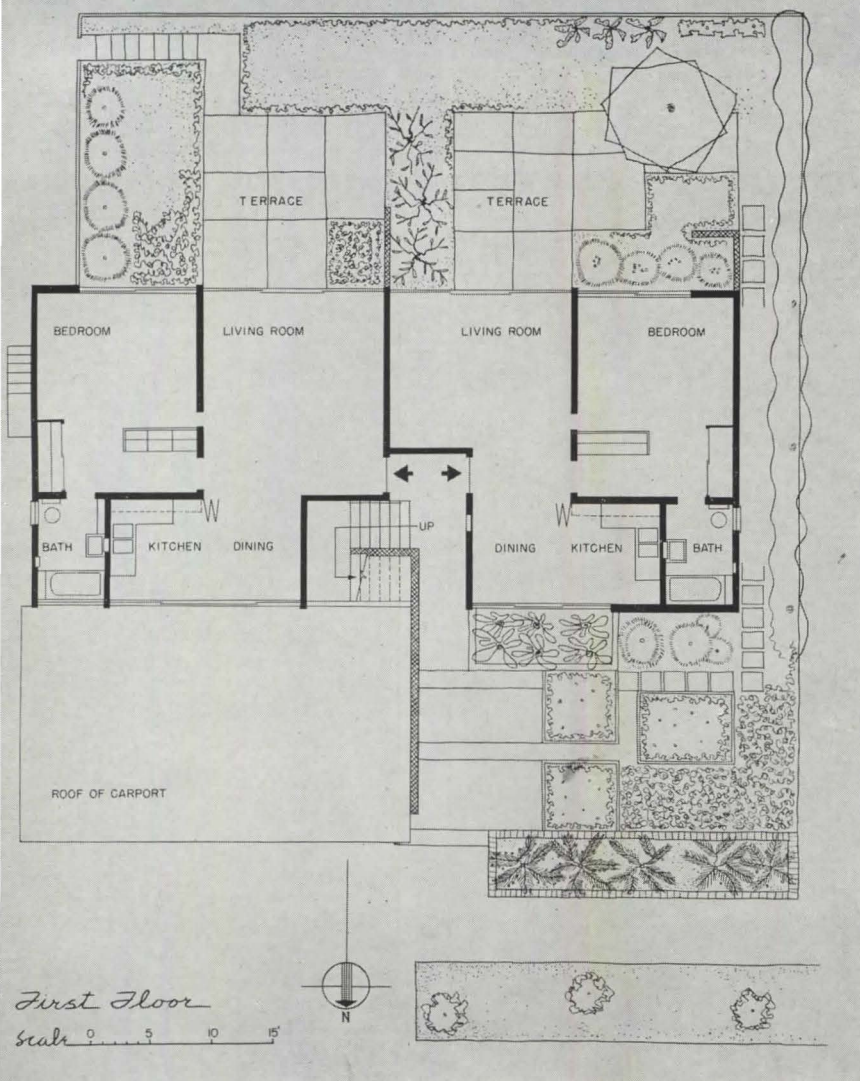 TERRACE TERRACE
BEDROOM LIVING ROOM LIVING ROOM BEDROOM
UP
BATH KITCHEN DINING DINING KITCHEN BATH
ROOF OF CARPORT
N
First Floor
Scale 0 5 10 15'